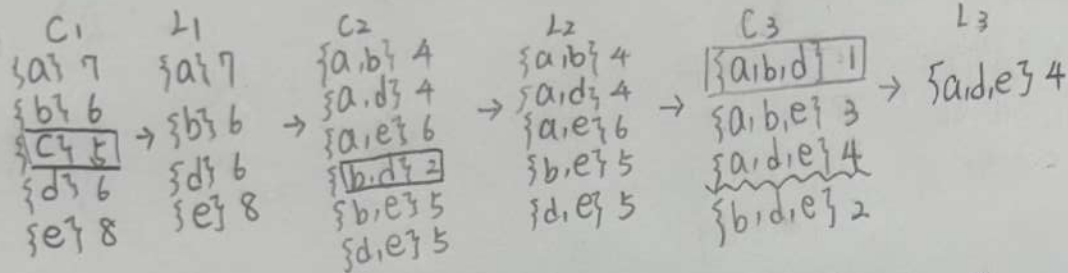 C1 L1 C2 L2 C3 L3
{a} 7 {a} 7 {a,b} 4 {a,b} 4 {a,b,d} 1
{b} 6 {b} 6 {a,d} 4 {a,d} 4 {a,b,e} 3 {a,d,e} 4
{c} 5 → {d} 6 → {a,e} 6 → {a,e} 6 → {a,d,e} 4 →
{d} 6 {e} 8 {b,d} 2 {b,e} 5 {b,d,e} 2
{e} 8 {b,e} 5 {d,e} 5
{d,e} 5